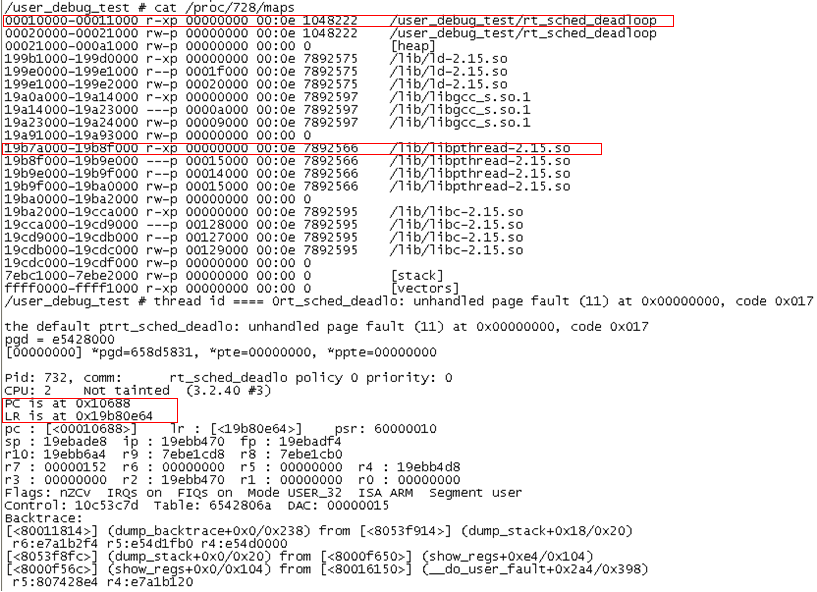 /user_debug_test # cat /proc/728/maps
00010000-00011000 r-xp 00000000 00:0e 1048222 /user_debug_test/rt_sched_deadloop
00020000-00021000 rw-p 00000000 00:0e 1048222 /user_debug_test/rt_sched_deadloop
00021000-000a1000 rw-p 00000000 00:00 0 [heap]
199b1000-199d0000 r-xp 00000000 00:0e 7892575 /lib/ld-2.15.so
199e0000-199e1000 r--p 0001f000 00:0e 7892575 /lib/ld-2.15.so
199e1000-199e2000 rw-p 00020000 00:0e 7892575 /lib/ld-2.15.so
19a0a000-19a14000 r-xp 00000000 00:0e 7892597 /lib/libgcc_s.so.1
19a14000-19a23000 ---p 0000a000 00:0e 7892597 /lib/libgcc_s.so.1
19a23000-19a24000 rw-p 00009000 00:0e 7892597 /lib/libgcc_s.so.1
19a91000-19a93000 rw-p 00000000 00:00 0
19b7a000-19b8f000 r-xp 00000000 00:0e 7892566 /lib/libpthread-2.15.so
19b8f000-19b9e000 ---p 00015000 00:0e 7892566 /lib/libpthread-2.15.so
19b9e000-19b9f000 r--p 00014000 00:0e 7892566 /lib/libpthread-2.15.so
19b9f000-19ba0000 rw-p 00015000 00:0e 7892566 /lib/libpthread-2.15.so
19ba0000-19ba2000 rw-p 00000000 00:00 0
19ba2000-19cca000 r-xp 00000000 00:0e 7892595 /lib/libc-2.15.so
19cca000-19cd9000 ---p 00128000 00:0e 7892595 /lib/libc-2.15.so
19cd9000-19cdb000 r--p 00127000 00:0e 7892595 /lib/libc-2.15.so
19cdb000-19cdc000 rw-p 00129000 00:0e 7892595 /lib/libc-2.15.so
19cdc000-19cdf000 rw-p 00000000 00:00 0
7ebc1000-7ebe2000 rw-p 00000000 00:00 0 [stack]
ffff0000-ffff1000 r-xp 00000000 00:00 0 [vectors]
/user_debug_test # thread id ==== 0rt_sched_deadlo: unhandled page fault (11) at 0x00000000, code 0x017
the default ptrt_sched_deadlo: unhandled page fault (11) at 0x00000000, code 0x017
pgd = e5428000
[00000000] *pgd=658d5831, *pte=00000000, *ppte=00000000
Pid: 732, comm: rt_sched_deadlo policy 0 priority: 0
CPU: 2 Not tainted (3.2.40 #3)
PC is at 0x10688
LR is at 0x19b80e64
pc : [<00010688>] lr : [<19b80e64>] psr: 60000010
sp : 19ebade8 ip : 19ebb470 fp : 19ebadf4
r10: 19ebb6a4 r9 : 7ebe1cd8 r8 : 7ebe1cb0
r7 : 00000152 r6 : 00000000 r5 : 00000000 r4 : 19ebb4d8
r3 : 00000000 r2 : 19ebb470 r1 : 00000000 r0 : 00000000
Flags: nZCv IRQs on FIQs on Mode USER_32 ISA ARM Segment user
Control: 10c53c7d Table: 6542806a DAC: 00000015
Backtrace:
[<80011814>] (dump_backtrace+0x0/0x238) from [<8053f914>] (dump_stack+0x18/0x20)
r6:e7a1b2f4 r5:e54d1fb0 r4:e54d0000
[<8053f8fc>] (dump_stack+0x0/0x20) from [<8000f650>] (show_regs+0xe4/0x104)
[<8000f56c>] (show_regs+0x0/0x104) from [<80016150>] (__do_user_fault+0x2a4/0x398)
r5:807428e4 r4:e7a1b120